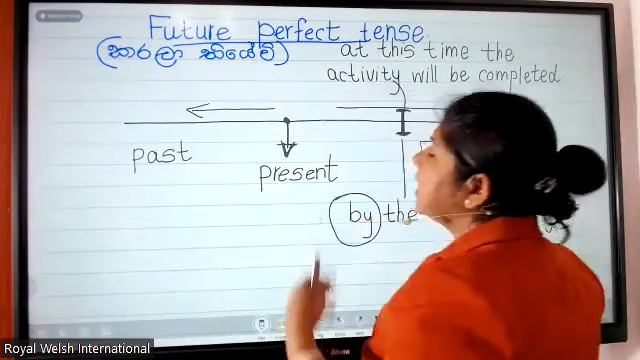 Future perfect tense
(කරලා තියේවි)
at this time the
activity will be completed
past
present
by the
Royal Welsh International